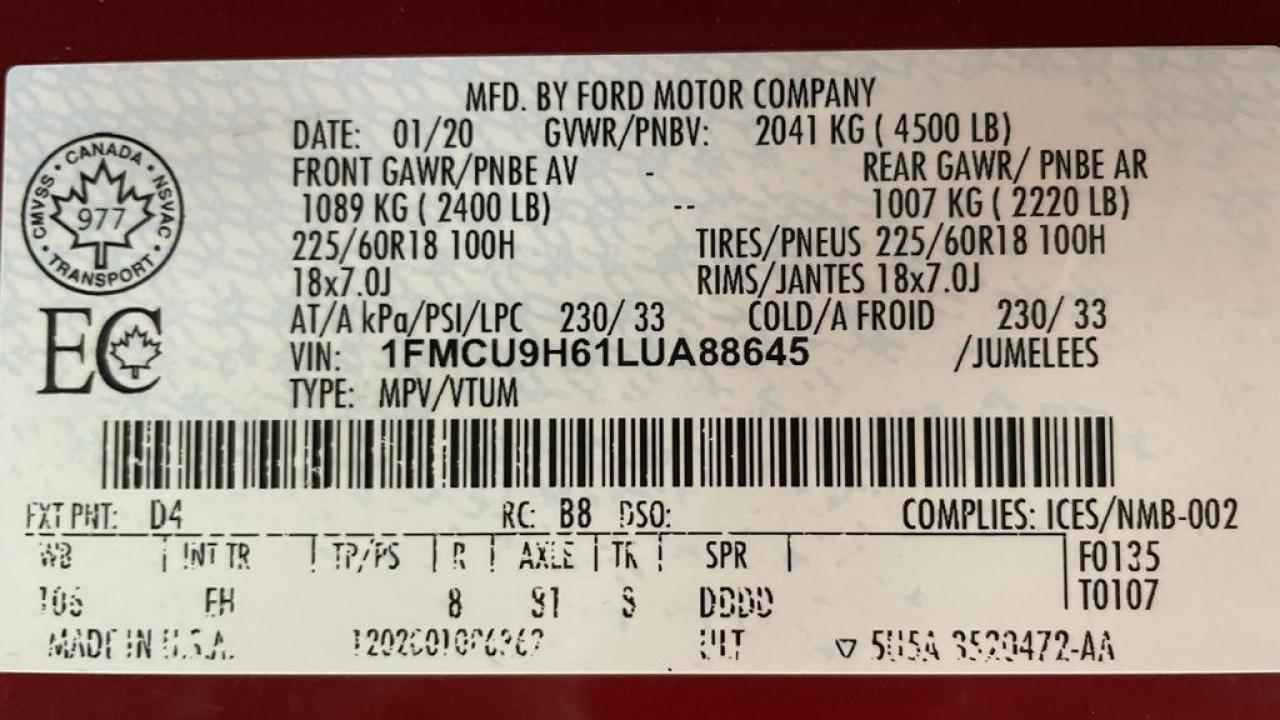 MFD. BY FORD MOTOR COMPANY
DATE: 01/20 GVWR/PNBV: 2041 KG ( 4500 LB)
FRONT GAWR/PNBE AV - REAR GAWR/ PNBE AR
1089 KG ( 2400 LB) -- 1007 KG ( 2220 LB)
225/60R18 100H TIRES/PNEUS 225/60R18 100H
18x7.0J RIMS/JANTES 18x7.0J
AT/A kPa/PSI/LPC 230/ 33 COLD/A FROID 230/ 33
VIN: 1FMCU9H61LUA88645 /JUMELEES
TYPE: MPV/VTUM
CANADA
CMVSS NSVAC
977
TRANSPORT
EC
EXT PNT: D4 RC: B8 DSO: COMPLIES: ICES/NMB-002
WB INT TR TP/PS R AXLE TR SPR F0135
106 EH 8 DDDD T0107
MADE IN U.S.A.